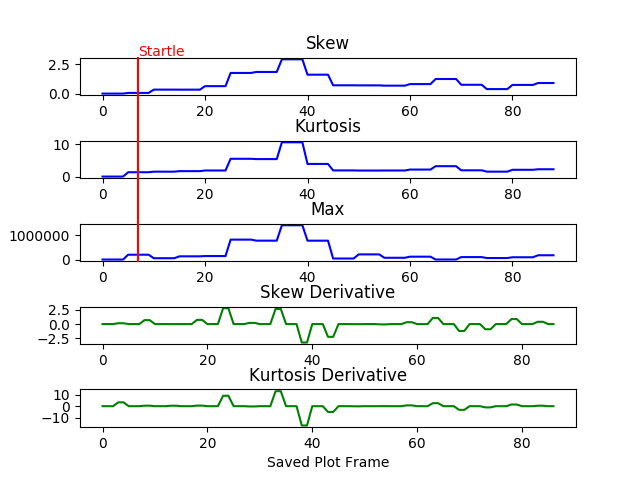 Skew
Startle
2.5
0.0
0 20 40 60 80
Kurtosis
10
0
0 20 40 60 80
Max
1000000
0
0 20 40 60 80
Skew Derivative
2.5
0.0
−2.5
0 20 40 60 80
Kurtosis Derivative
10
0
−10
0 20 40 60 80
Saved Plot Frame